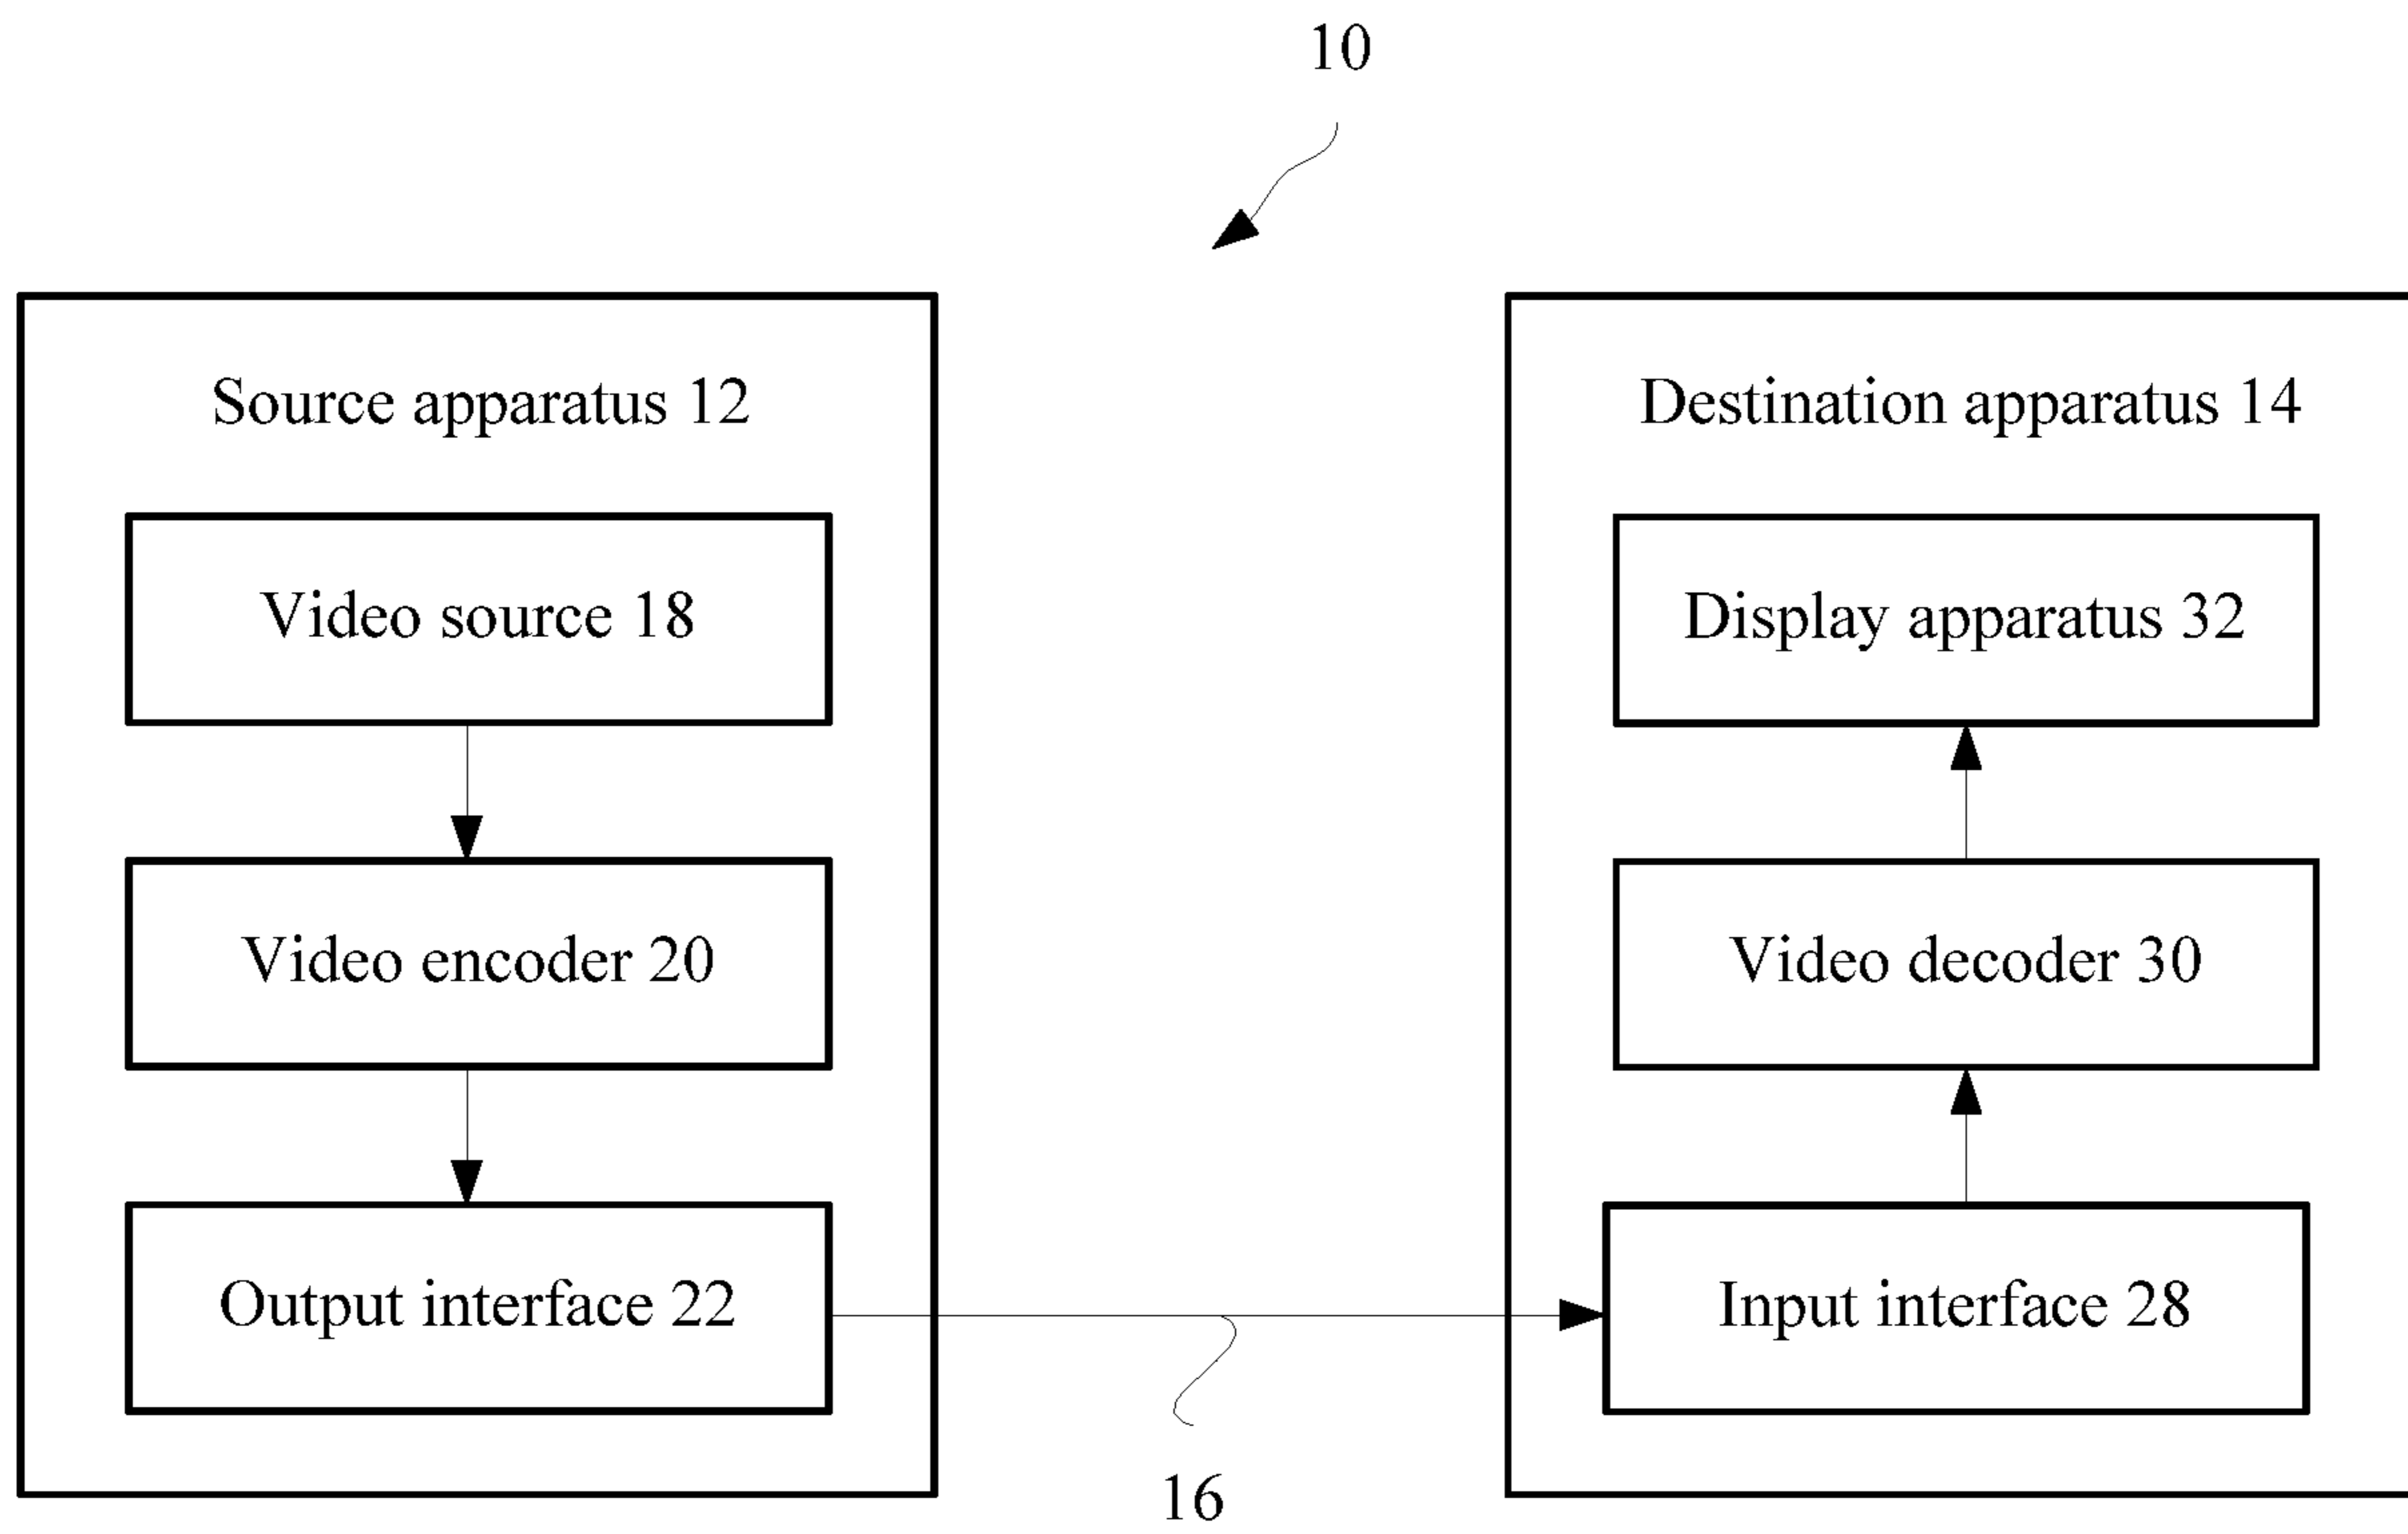 10
Source apparatus 12
Video source 18
Video encoder 20
Output interface 22
16
Destination apparatus 14
Display apparatus 32
Video decoder 30
Input interface 28